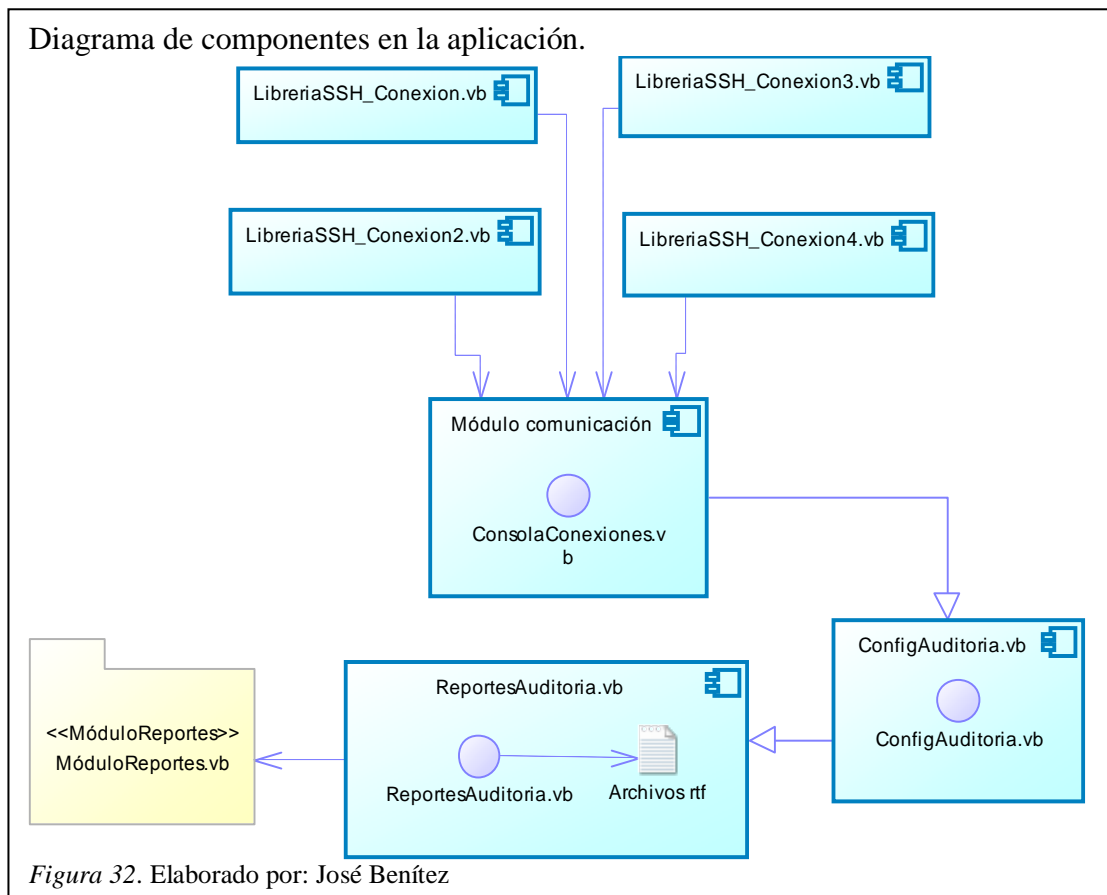 Diagrama de componentes en la aplicación.
LibreriaSSH_Conexion.vb
LibreriaSSH_Conexion3.vb
LibreriaSSH_Conexion2.vb
LibreriaSSH_Conexion4.vb
Módulo comunicación
ConsolaConexiones.v
b
ConfigAuditoria.vb
ConfigAuditoria.vb
ReportesAuditoria.vb
ReportesAuditoria.vb
Archivos rtf
<<MóduloReportes>>
MóduloReportes.vb
Figura 32. Elaborado por: José Benítez